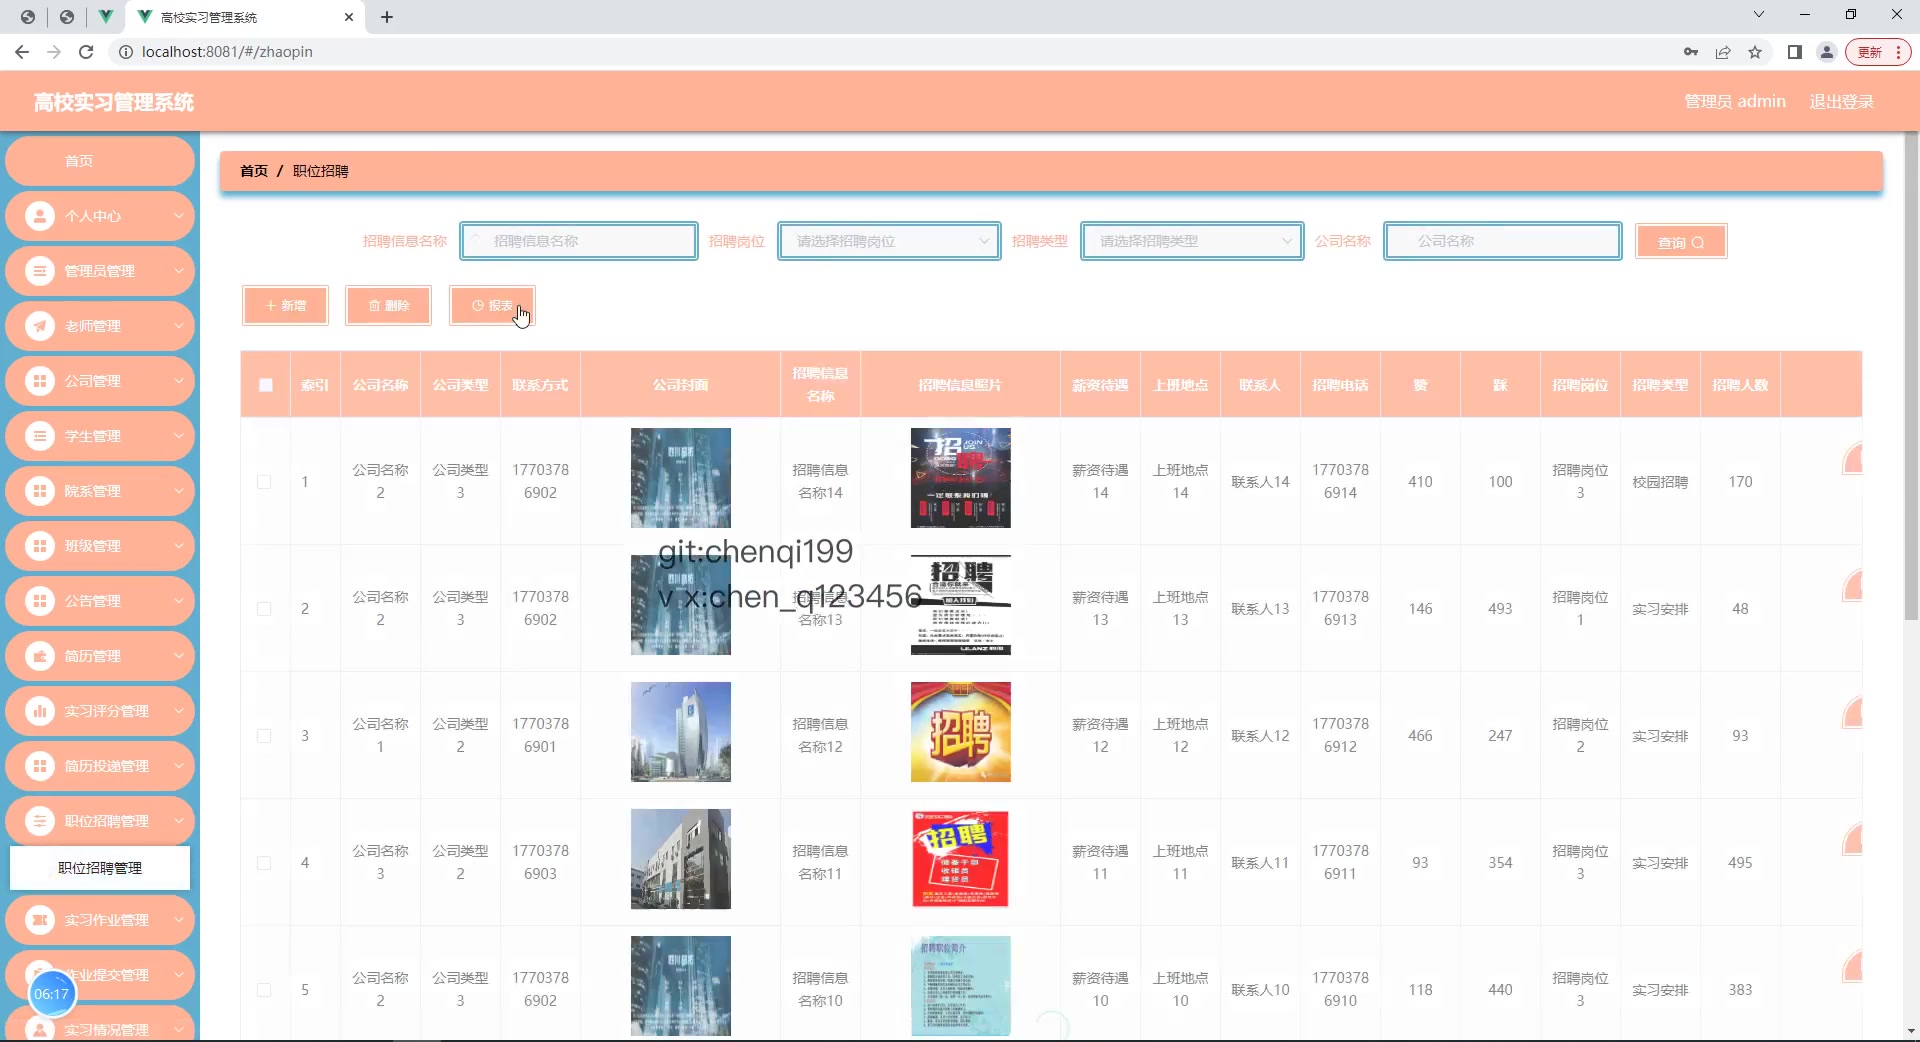 高校实习管理系统
localhost:8081/#/zhaopin
更新
高校实习管理系统
管理员 admin
退出登录
首页
个人中心
管理员管理
老师管理
公司管理
学生管理
院系管理
班级管理
公告管理
简历管理
实习评分管理
简历投递管理
职位招聘管理
职位招聘管理
实习作业管理
作业提交管理
06:17
实习情况管理
首页 / 职位招聘
招聘信息名称 招聘信息名称 招聘岗位 请选择招聘岗位 招聘类型 请选择招聘类型 公司名称 公司名称 查询
+ 新增 删除 报表
索引 公司名称 公司类型 联系方式 公司封面 招聘信息名称 招聘信息照片 薪资待遇 上班地点 联系人 招聘电话 赞 踩 招聘岗位 招聘类型 招聘人数
1 公司名称2 公司类型3 17703786902 招聘信息名称14 薪资待遇14 上班地点14 联系人14 17703786914 410 100 招聘岗位3 校园招聘 170
招聘
JOIN US
git:chenqi199
v x:chen_q123456
2 公司名称2 公司类型3 17703786902 招聘信息名称13 薪资待遇13 上班地点13 联系人13 17703786913 146 493 招聘岗位1 实习安排 48
招聘
加入我们
3 公司名称1 公司类型2 17703786901 招聘信息名称12 薪资待遇12 上班地点12 联系人12 17703786912 466 247 招聘岗位2 实习安排 93
招聘
4 公司名称3 公司类型2 17703786903 招聘信息名称11 薪资待遇11 上班地点11 联系人11 17703786911 93 354 招聘岗位3 实习安排 495
招聘
储备干部
收银员
理货员
5 公司名称2 公司类型3 17703786902 招聘信息名称10 薪资待遇10 上班地点10 联系人10 17703786910 118 440 招聘岗位3 实习安排 383
招聘职位简介